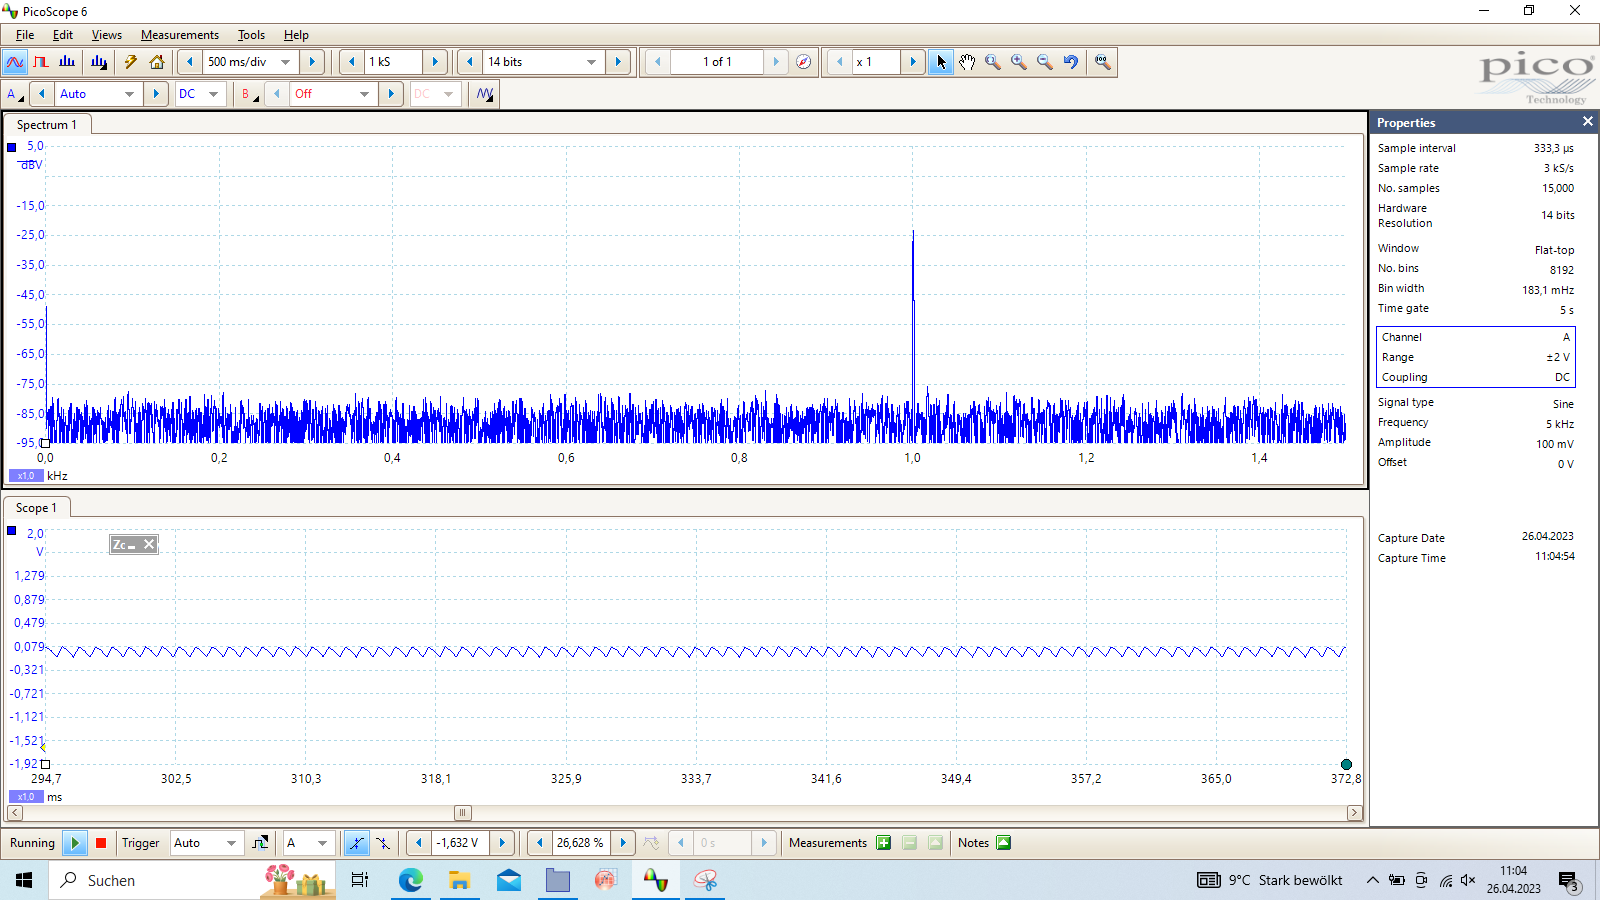 PicoScope 6
File Edit Views Measurements Tools Help
500 ms/div 1 kS 14 bits 1 of 1 x 1
A Auto DC B Off DC
pico
Technology
Spectrum 1
5,0
dBV
-15,0
-25,0
-35,0
-45,0
-55,0
-65,0
-75,0
-85,0
-95,0
0,0 0,2 0,4 0,6 0,8 1,0 1,2 1,4
x1,0 kHz
Scope 1
2,0
V
Zo
1,279
0,879
0,479
0,079
-0,321
-0,721
-1,121
-1,521
-1,921
294,7 302,5 310,3 318,1 325,9 333,7 341,6 349,4 357,2 365,0 372,8
x1,0 ms
Properties
Sample interval 333,3 µs
Sample rate 3 kS/s
No. samples 15,000
Hardware
Resolution 14 bits
Window Flat-top
No. bins 8192
Bin width 183,1 mHz
Time gate 5 s
Channel A
Range ±2 V
Coupling DC
Signal type Sine
Frequency 5 kHz
Amplitude 100 mV
Offset 0 V
Capture Date 26.04.2023
Capture Time 11:04:54
Running Trigger Auto A -1,632 V 26,628 % 0 s Measurements Notes
Suchen 9°C Stark bewölkt 11:04
26.04.2023
3